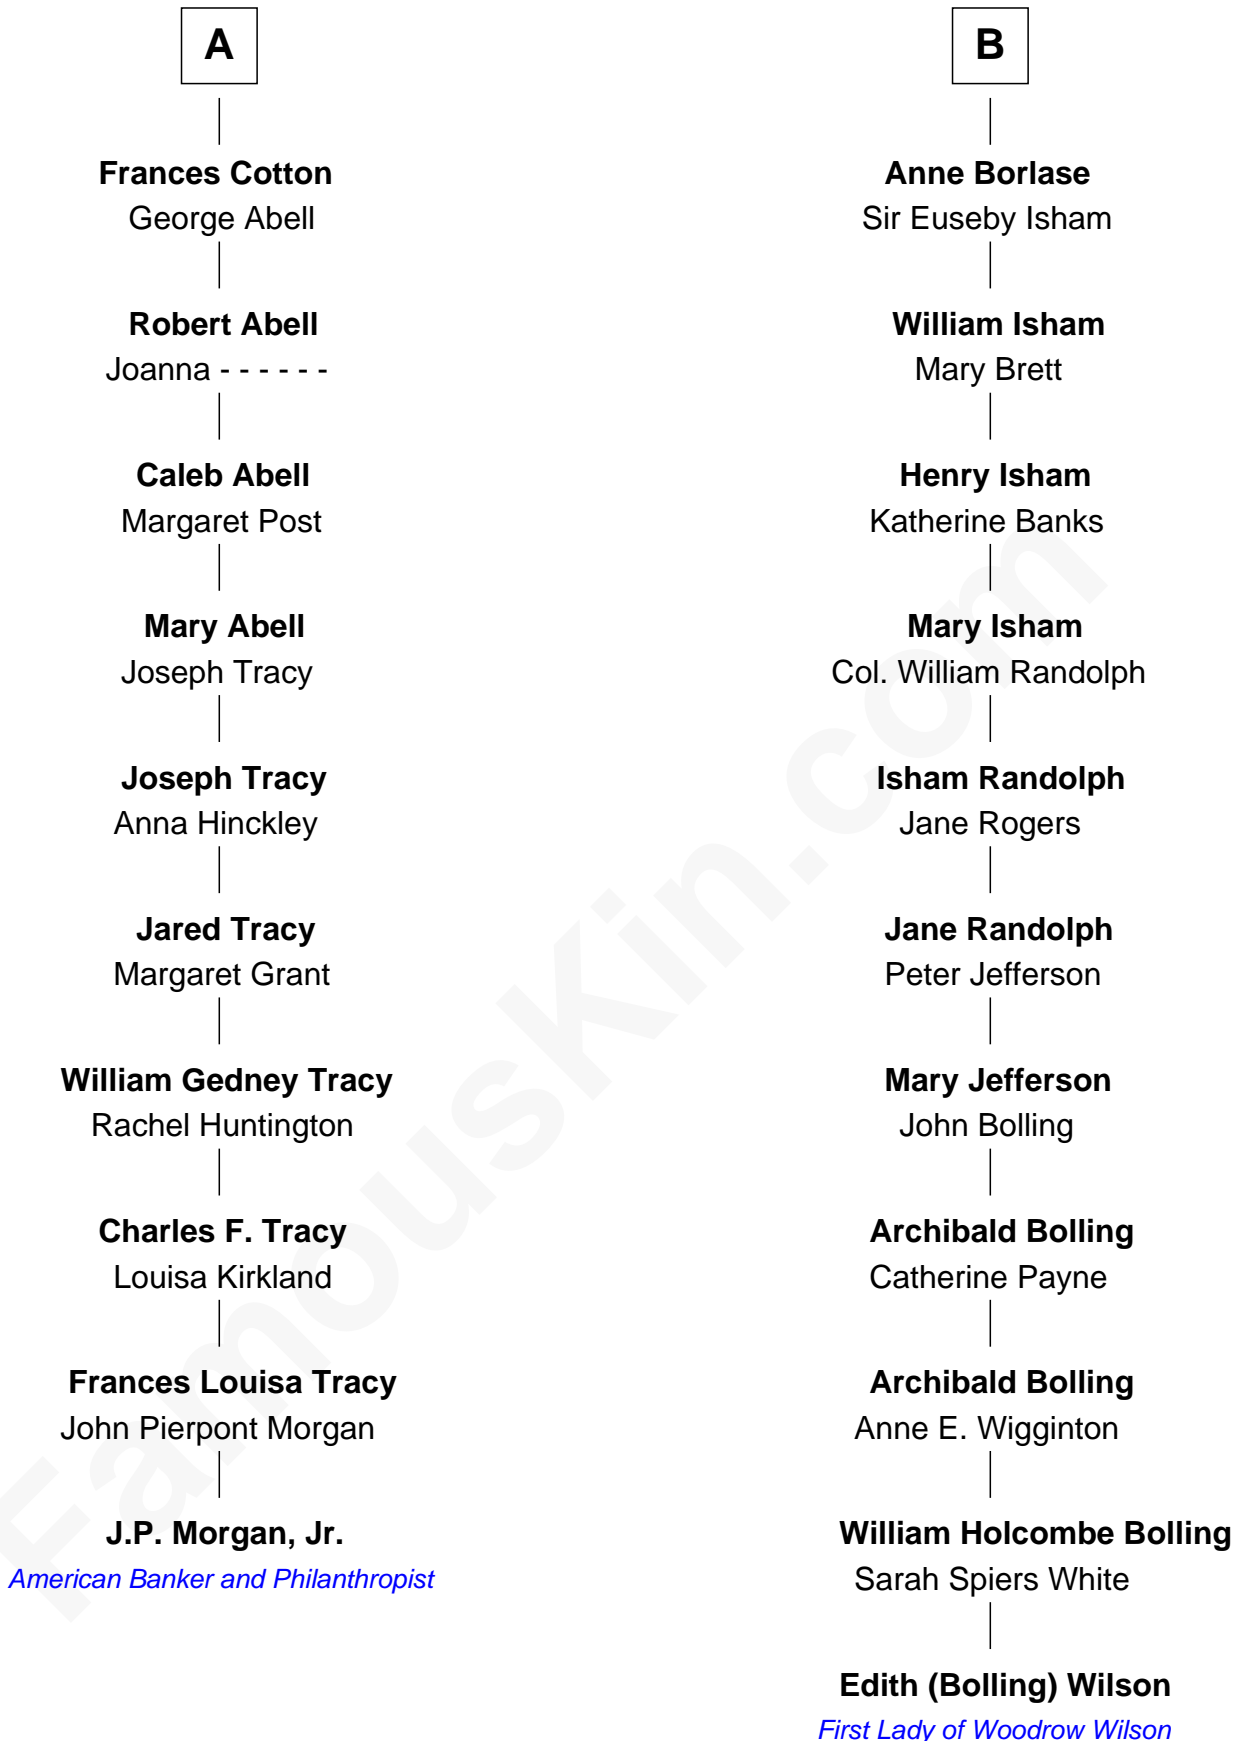 A
Frances Cotton
George Abell
Robert Abell
Joanna - - - - - -
Caleb Abell
Margaret Post
Mary Abell
Joseph Tracy
Joseph Tracy
Anna Hinckley
Jared Tracy
Margaret Grant
William Gedney Tracy
Rachel Huntington
Charles F. Tracy
Louisa Kirkland
Frances Louisa Tracy
John Pierpont Morgan
J.P. Morgan, Jr.
American Banker and Philanthropist
B
Anne Borlase
Sir Euseby Isham
William Isham
Mary Brett
Henry Isham
Katherine Banks
Mary Isham
Col. William Randolph
Isham Randolph
Jane Rogers
Jane Randolph
Peter Jefferson
Mary Jefferson
John Bolling
Archibald Bolling
Catherine Payne
Archibald Bolling
Anne E. Wigginton
William Holcombe Bolling
Sarah Spiers White
Edith (Bolling) Wilson
First Lady of Woodrow Wilson
FamousKin.com